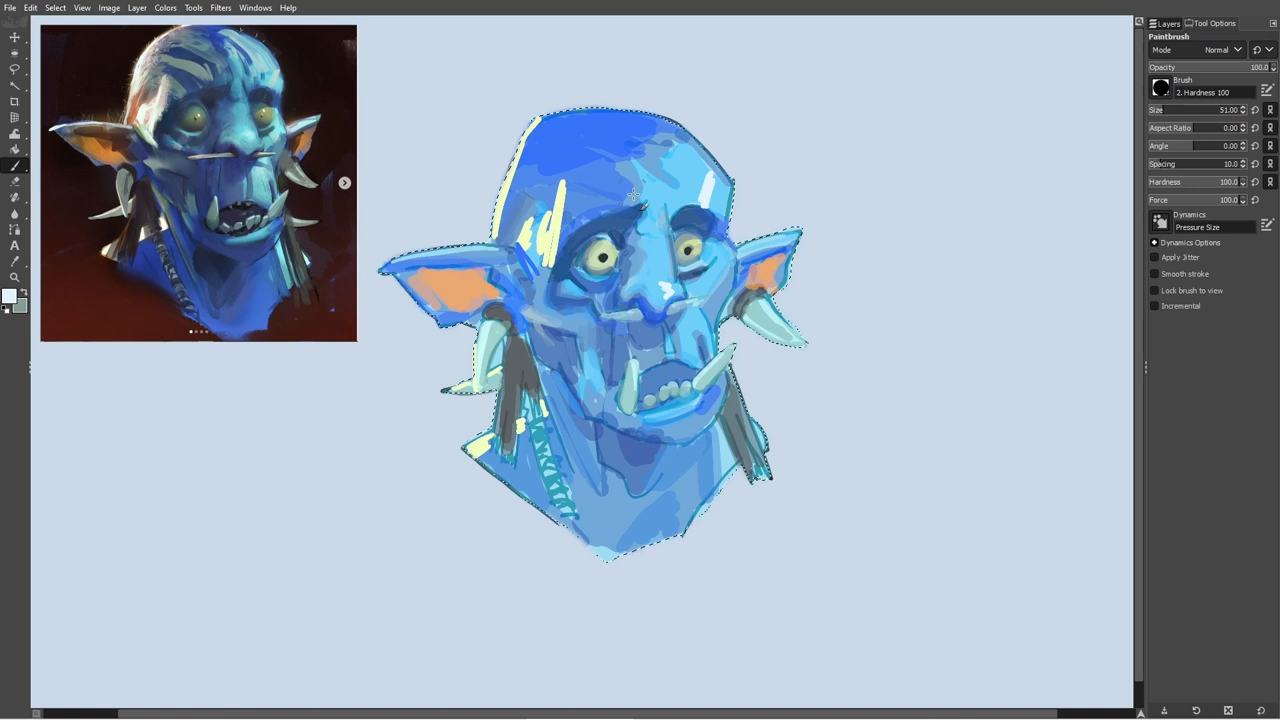 File Edit Select View Image Layer Colors Tools Filters Windows Help
Layers Tool Options
Paintbrush
Mode Normal
Opacity 100.0
Brush
2. Hardness 100
Size 51.00
Aspect Ratio 0.00
Angle 0.00
Spacing 10.0
Hardness 100.0
Force 100.0
Dynamics
Pressure Size
Dynamics Options
Apply Jitter
Smooth stroke
Lock brush to view
Incremental